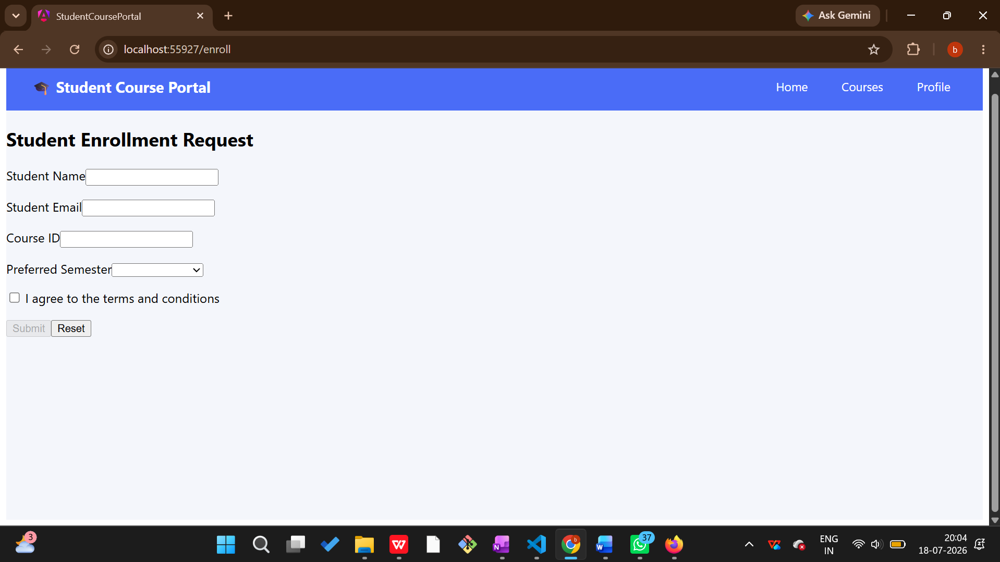 StudentCoursePortal
Ask Gemini
localhost:55927/enroll
b
Student Course Portal
Home
Courses
Profile
Student Enrollment Request
Student Name
Student Email
Course ID
Preferred Semester
I agree to the terms and conditions
Submit
Reset
3
W
N
b
W
37
ENG
IN
20:04
18-07-2026